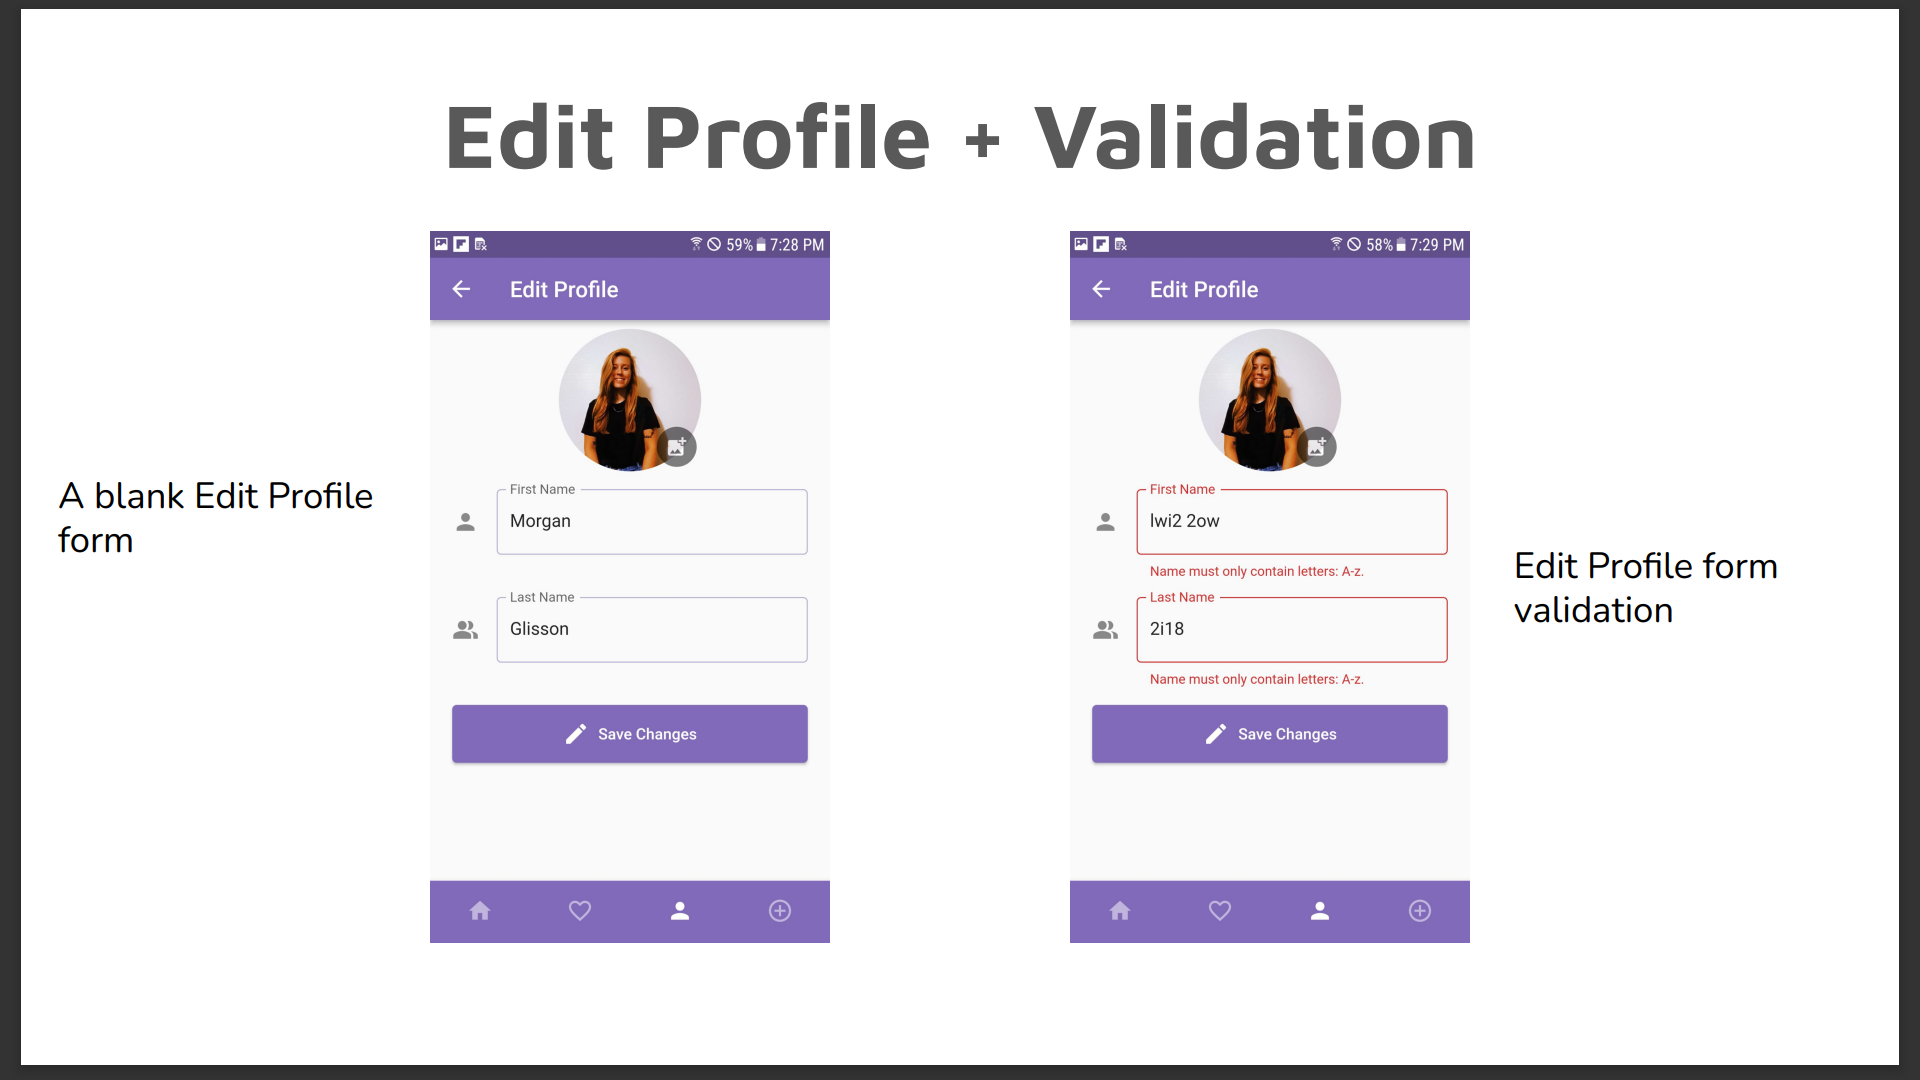 Edit Profile + Validation
59% 7:28 PM
Edit Profile
First Name
Morgan
Last Name
Glisson
Save Changes
A blank Edit Profile
form
58% 7:29 PM
Edit Profile
First Name
lwi2 2ow
Name must only contain letters: A-z.
Last Name
2i18
Name must only contain letters: A-z.
Save Changes
Edit Profile form
validation